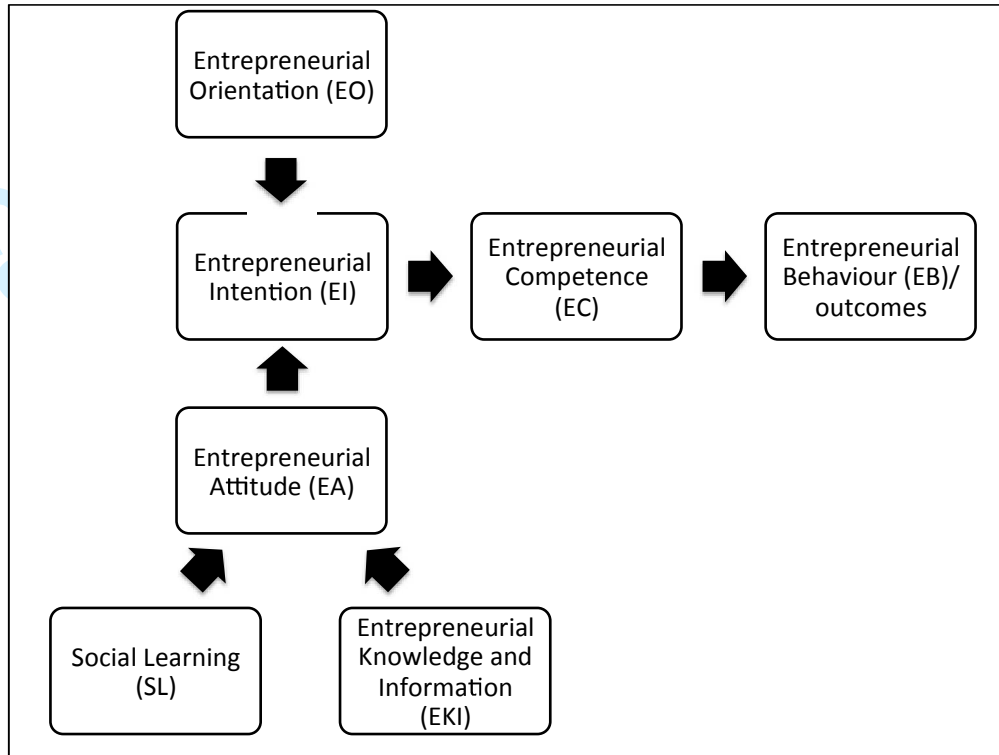 Entrepreneurial
Orientation (EO)
Entrepreneurial
Intention (EI)
Entrepreneurial
Competence
(EC)
Entrepreneurial
Behaviour (EB)/
outcomes
Entrepreneurial
Attitude (EA)
Social Learning
(SL)
Entrepreneurial
Knowledge and
Information
(EKI)